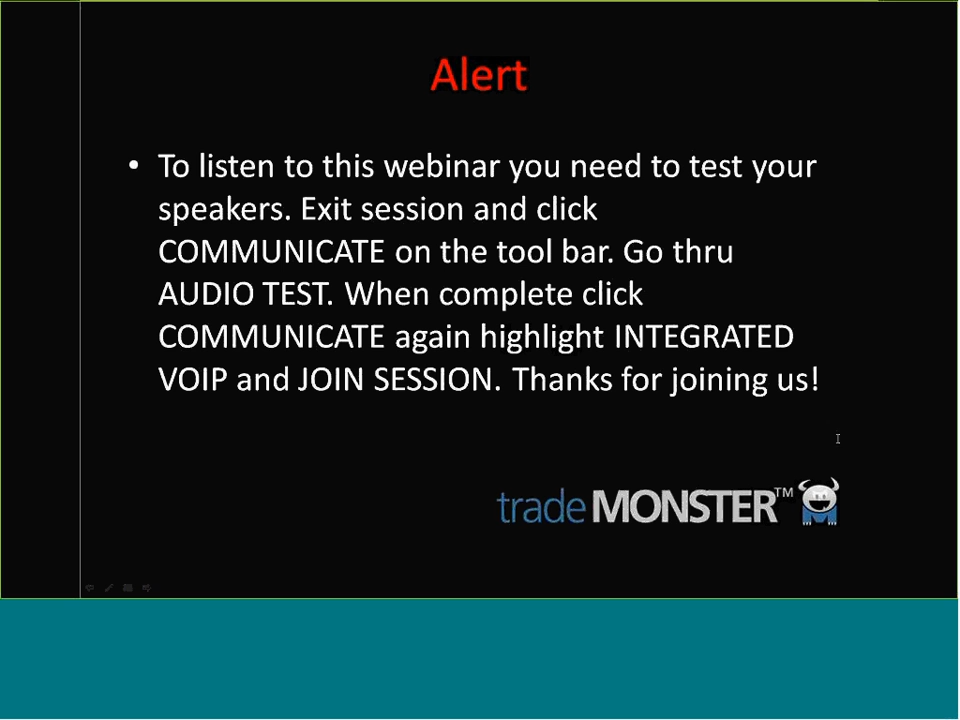 Alert
• To listen to this webinar you need to test your
speakers. Exit session and click
COMMUNICATE on the tool bar. Go thru
AUDIO TEST. When complete click
COMMUNICATE again highlight INTEGRATED
VOIP and JOIN SESSION. Thanks for joining us!
trade MONSTER™